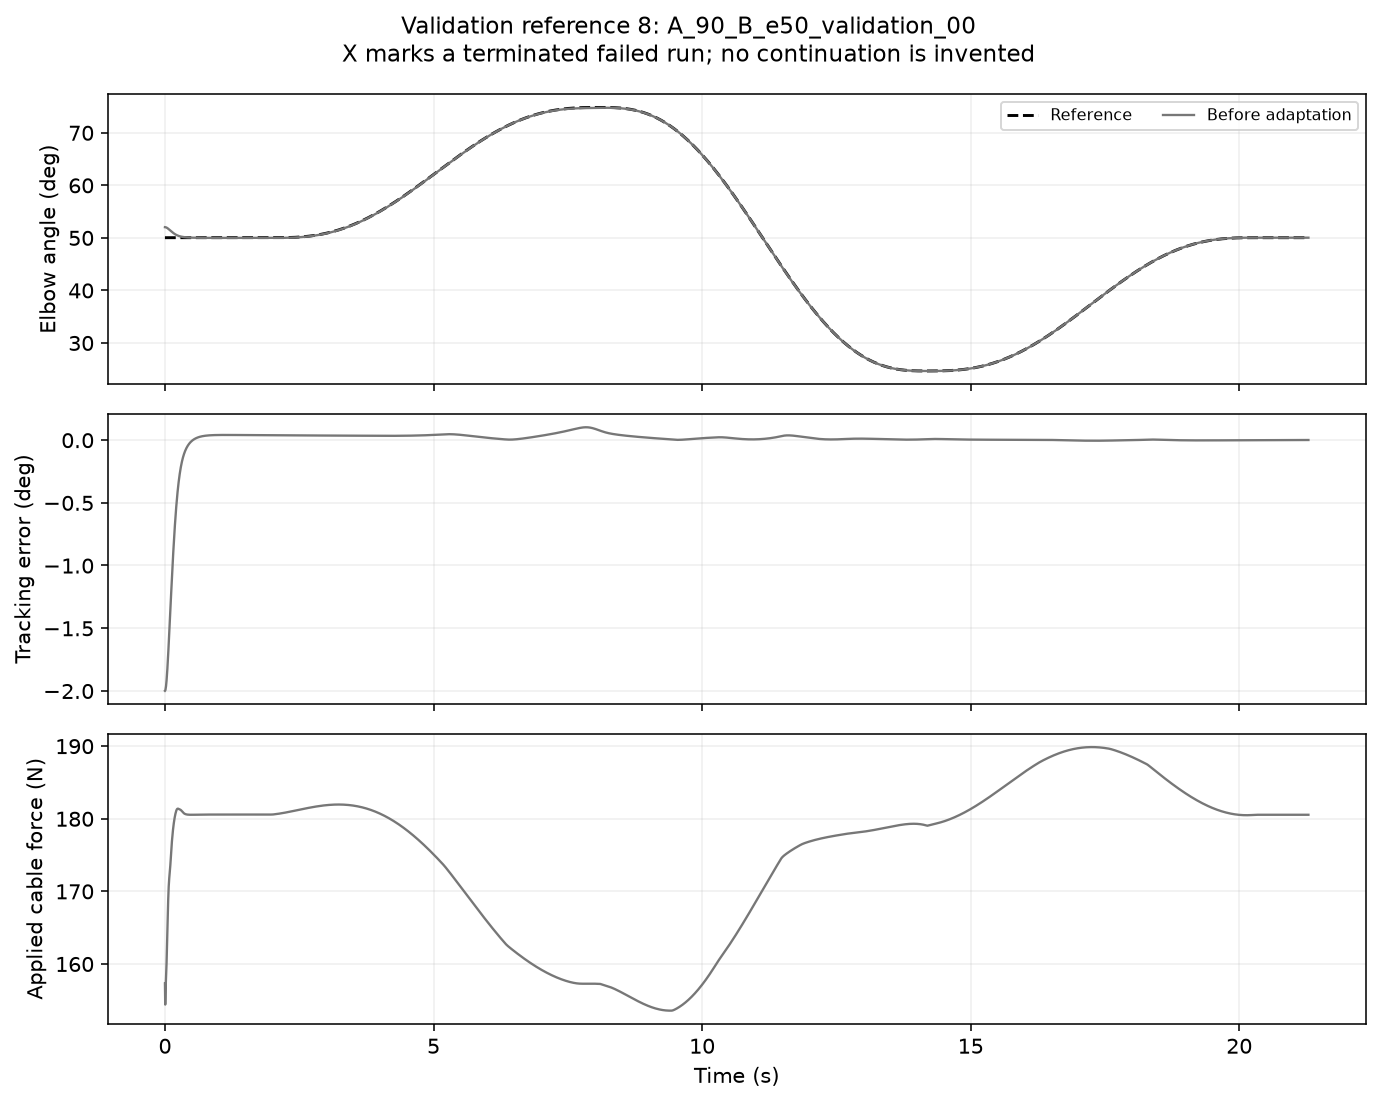 Validation reference 8: A_90_B_e50_validation_00
X marks a terminated failed run; no continuation is invented
Reference
Before adaptation
Elbow angle (deg)
70
60
50
40
30
Tracking error (deg)
0.0
−0.5
−1.0
−1.5
−2.0
Applied cable force (N)
190
180
170
160
0
5
10
15
20
Time (s)